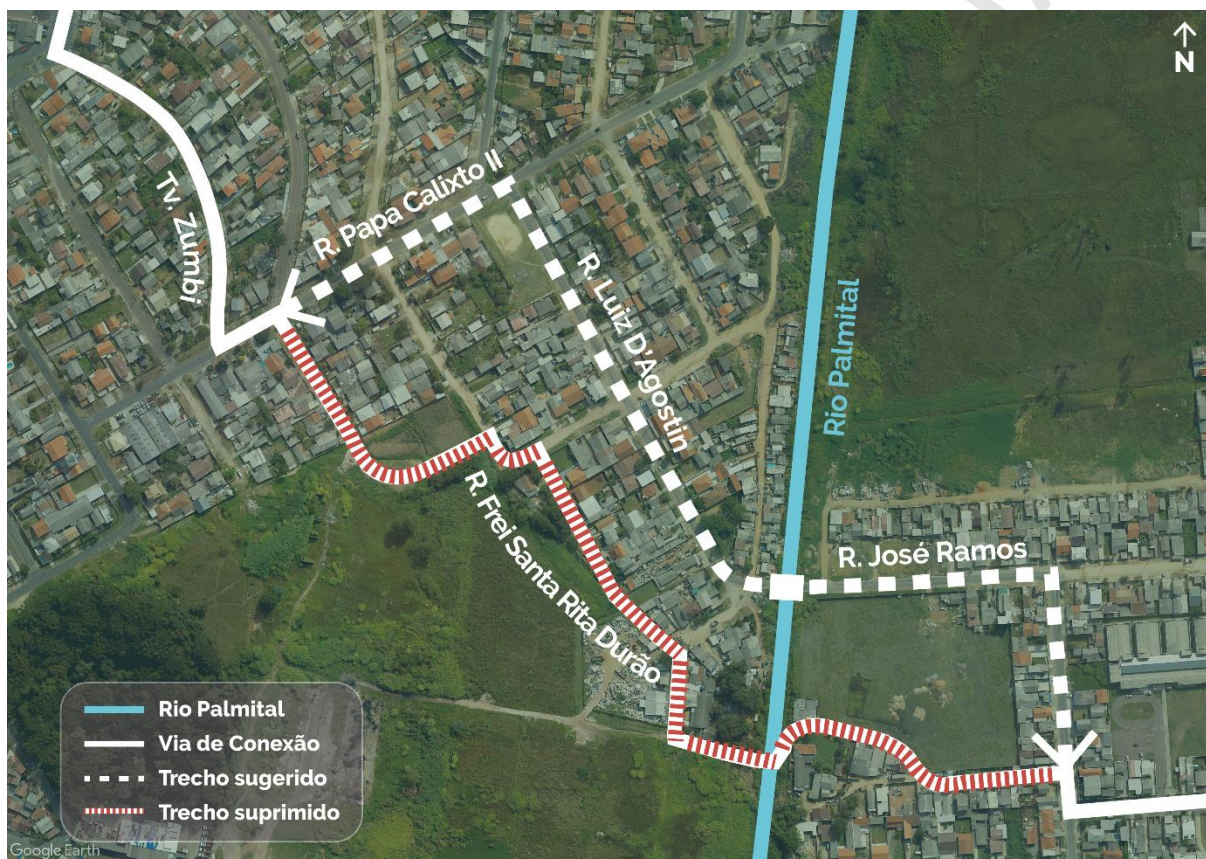 N
Tv. Zumbi
R. Papa Calixto II
R. Luiz D'Agostin
Rio Palmital
R. José Ramos
R. Frei Santa Rita Durão
Rio Palmital
Via de Conexão
Trecho sugerido
Trecho suprimido
Google Earth